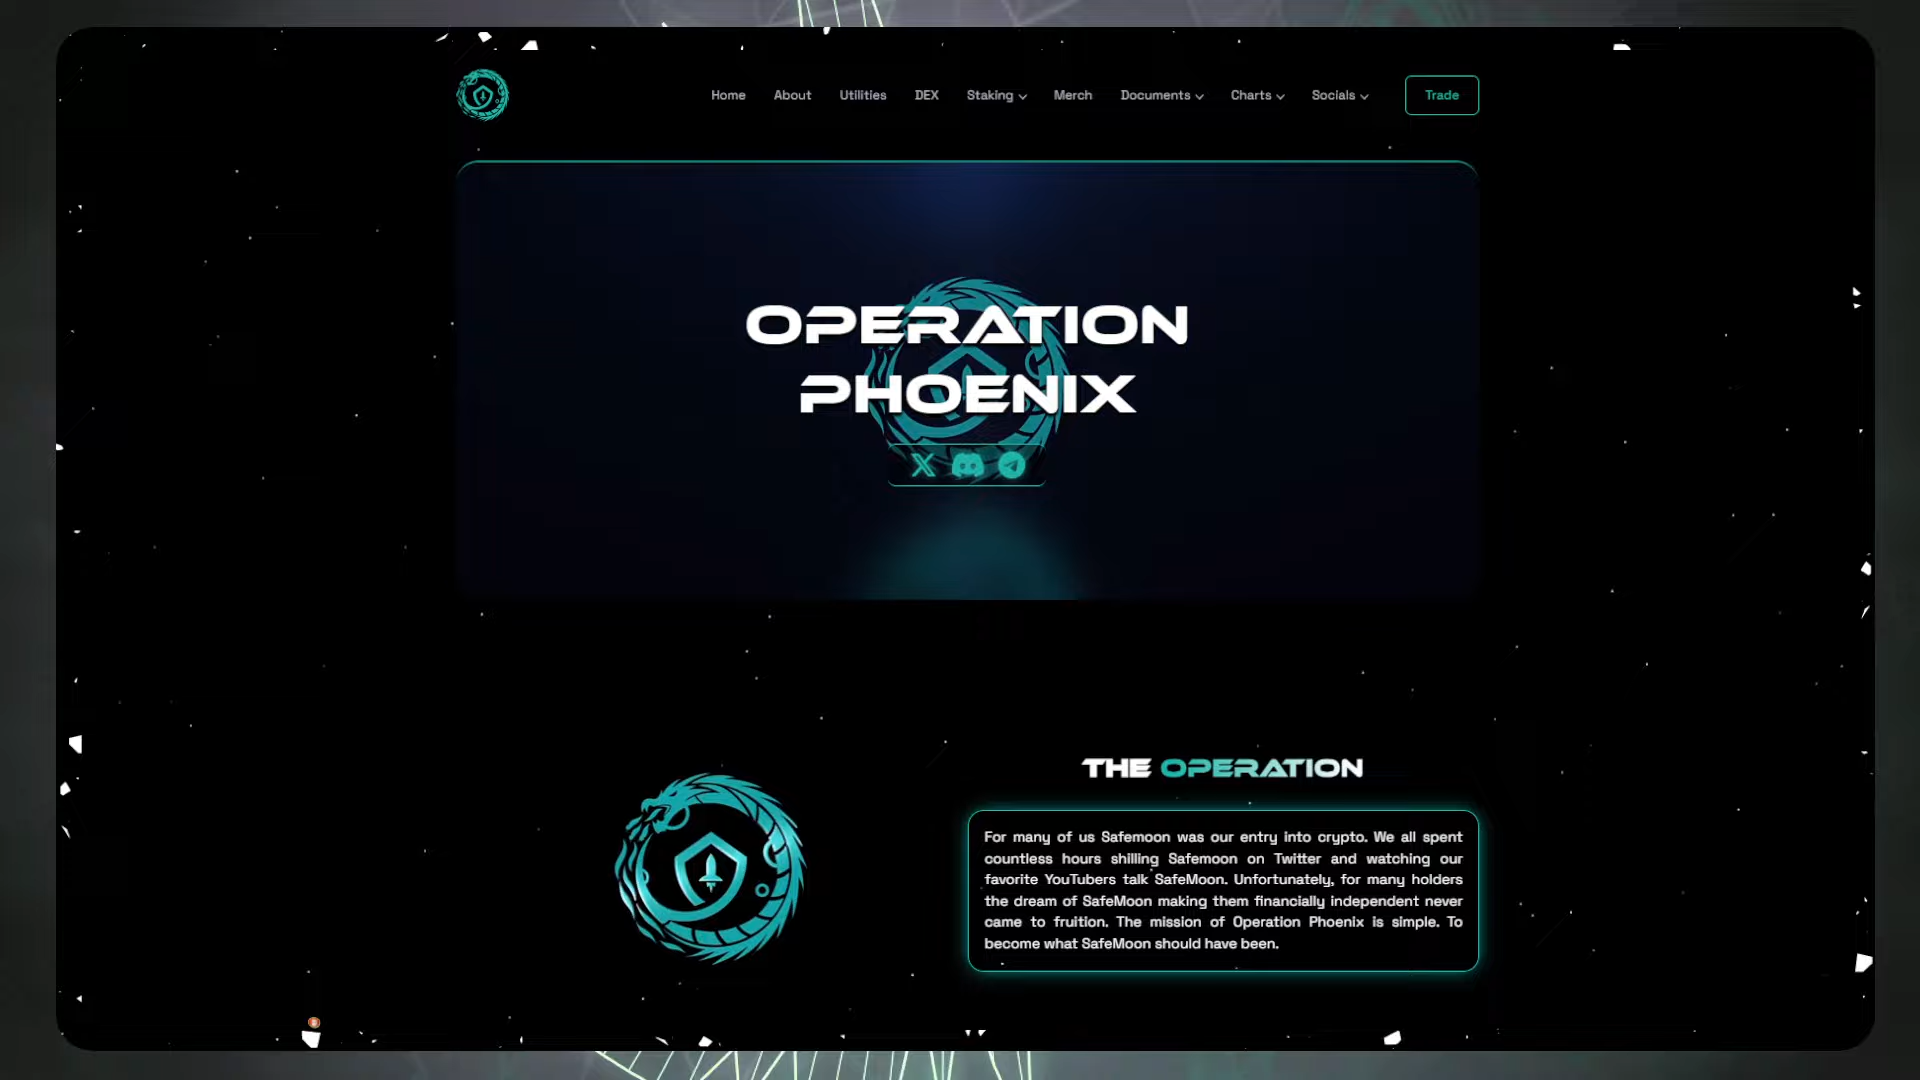 Home About Utilities DEX Staking Merch Documents Charts Socials Trade
OPERATION
PHOENIX
THE OPERATION
For many of us Safemoon was our entry into crypto. We all spent
countless hours shilling Safemoon on Twitter and watching our
favorite YouTubers talk SafeMoon. Unfortunately, for many holders
the dream of SafeMoon making them financially independent never
came to fruition. The mission of Operation Phoenix is simple. To
become what SafeMoon should have been.